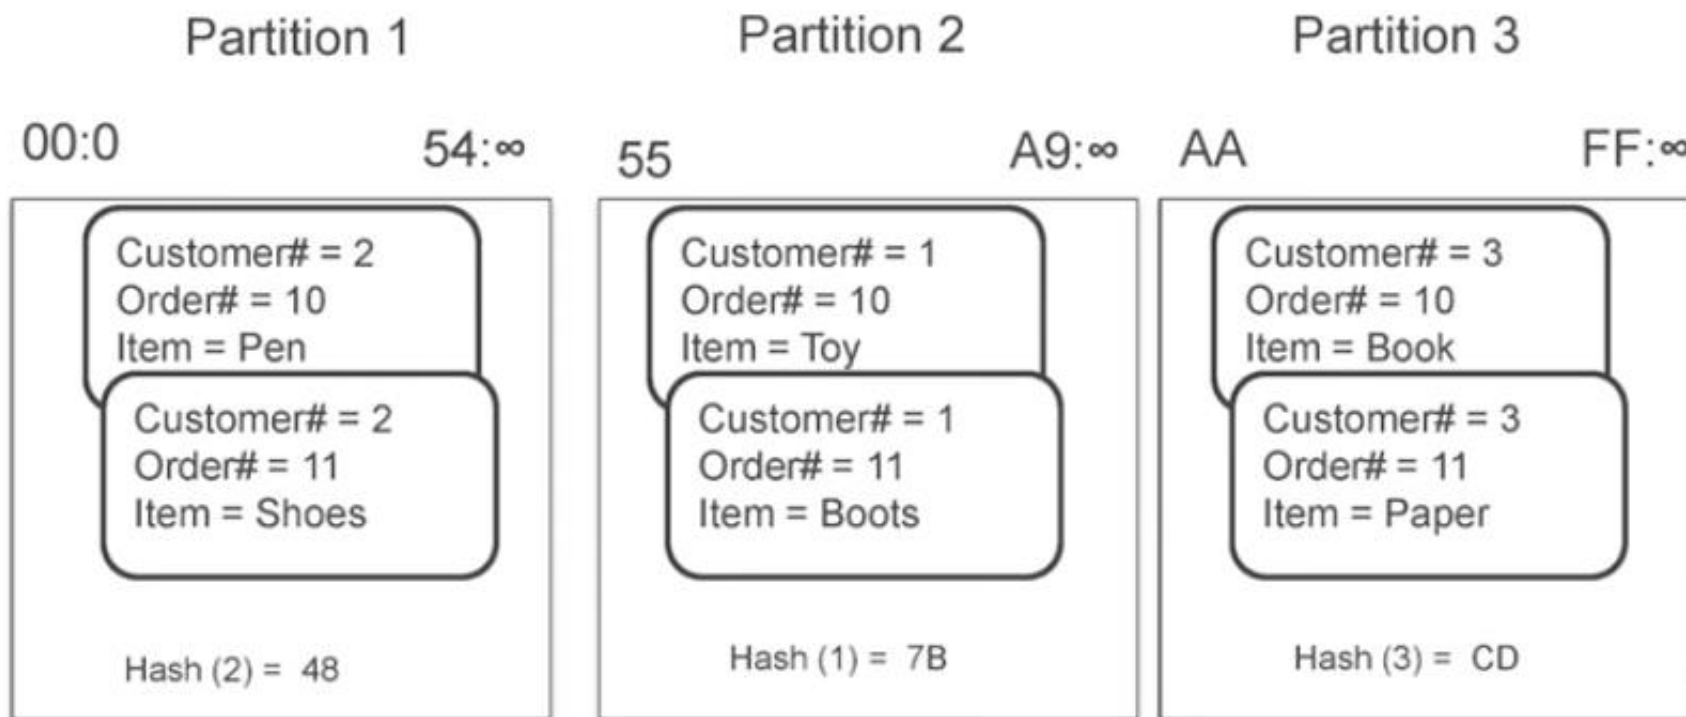 Partition 1
Partition 2
Partition 3
00:0
54:∞
55
A9:∞
AA
FF:∞
Customer# = 2
Order# = 10
Item = Pen
Customer# = 2
Order# = 11
Item = Shoes
Hash (2) = 48
Customer# = 1
Order# = 10
Item = Toy
Customer# = 1
Order# = 11
Item = Boots
Hash (1) = 7B
Customer# = 3
Order# = 10
Item = Book
Customer# = 3
Order# = 11
Item = Paper
Hash (3) = CD